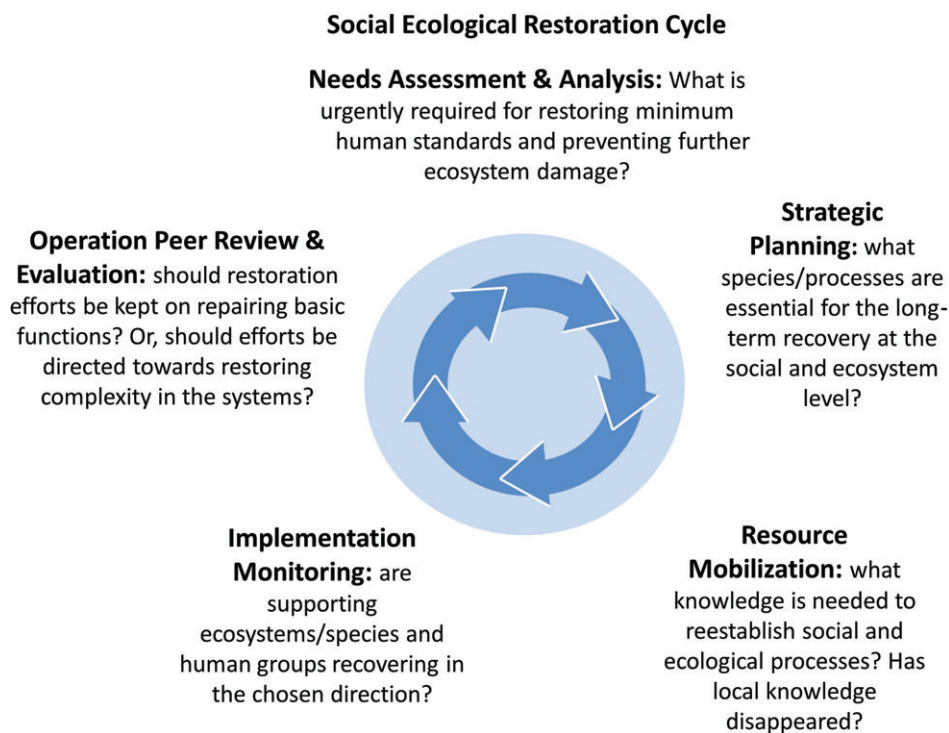 Social Ecological Restoration Cycle
Needs Assessment & Analysis: What is
urgently required for restoring minimum
human standards and preventing further
ecosystem damage?
Strategic
Planning: what
species/processes are
essential for the long-
term recovery at the
social and ecosystem
level?
Resource
Mobilization: what
knowledge is needed to
reestablish social and
ecological processes? Has
local knowledge
disappeared?
Implementation
Monitoring: are
supporting
ecosystems/species and
human groups recovering in
the chosen direction?
Operation Peer Review &
Evaluation: should restoration
efforts be kept on repairing basic
functions? Or, should efforts be
directed towards restoring
complexity in the systems?